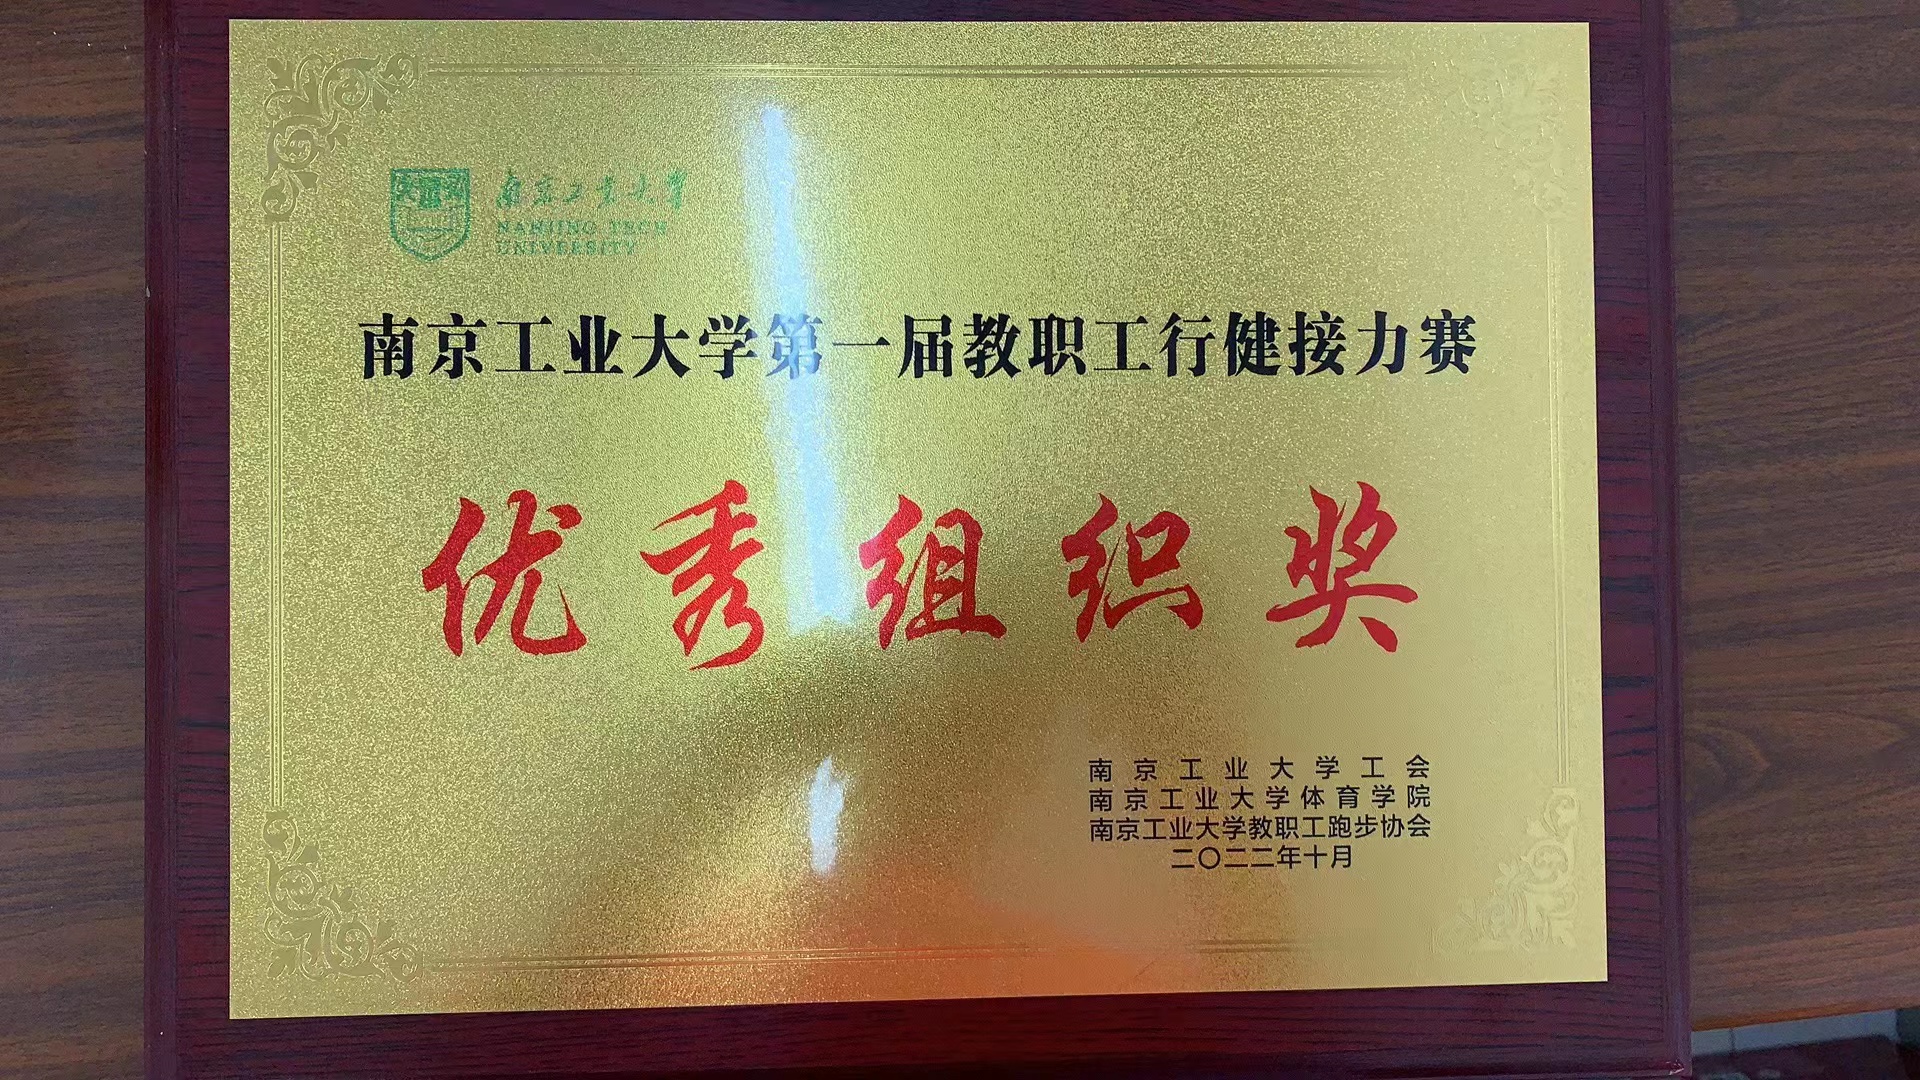 南京工业大学
NANJING TECH
UNIVERSITY
南京工业大学第一届教职工行健接力赛
优秀组织奖
南京工业大学工会
南京工业大学体育学院
南京工业大学教职工跑步协会
二〇二二年十月